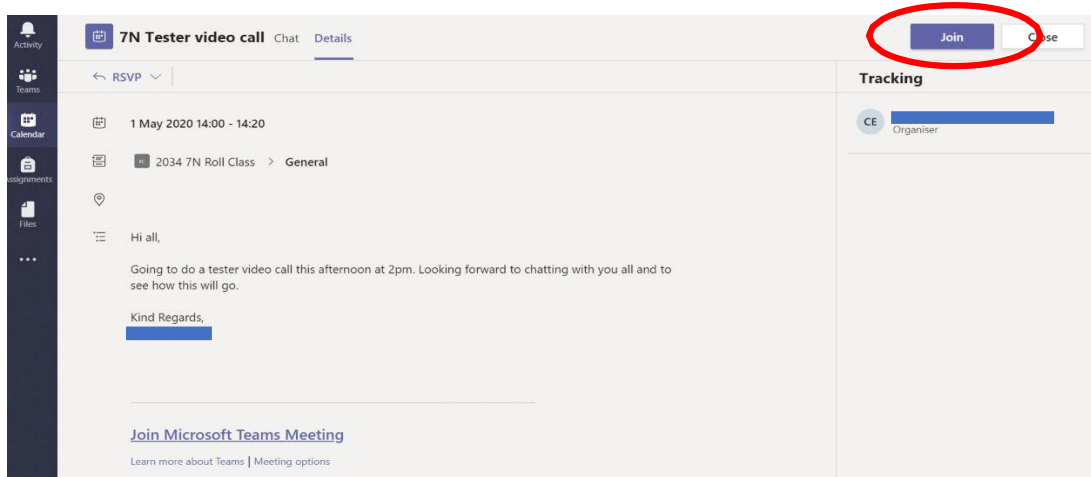 Activity
Teams
Calendar
ssignments
Files
7N Tester video call Chat Details
Join Close
RSVP
Tracking
1 May 2020 14:00 - 14:20
CE
Organiser
2034 7N Roll Class > General
Hi all,
Going to do a tester video call this afternoon at 2pm. Looking forward to chatting with you all and to
see how this will go.
Kind Regards,
Join Microsoft Teams Meeting
Learn more about Teams | Meeting options